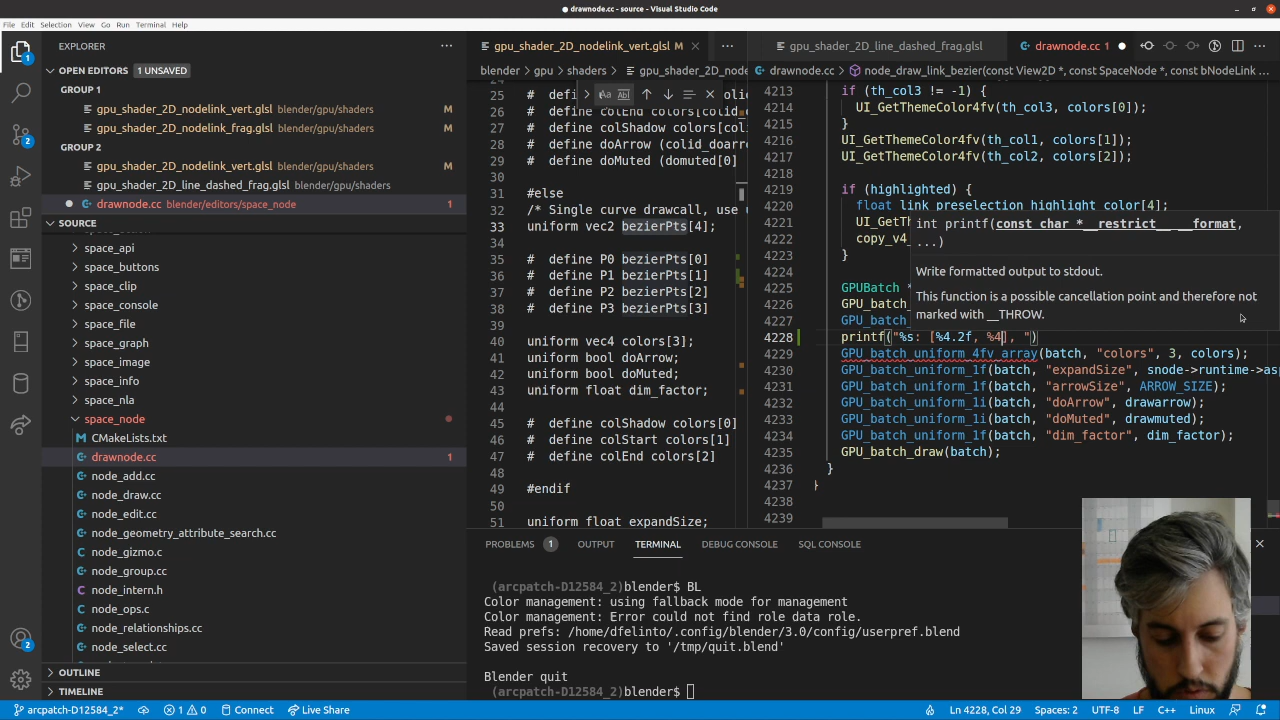 drawnode.cc - source - Visual Studio Code
File Edit Selection View Go Run Terminal Help
EXPLORER
OPEN EDITORS 1 UNSAVED
GROUP 1
gpu_shader_2D_nodelink_vert.glsl blender/gpu/shaders M
gpu_shader_2D_nodelink_frag.glsl blender/gpu/shaders M
GROUP 2
gpu_shader_2D_nodelink_vert.glsl blender/gpu/shaders M
gpu_shader_2D_line_dashed_frag.glsl blender/gpu/shaders
drawnode.cc blender/editors/space_node 1
SOURCE
space_api
space_buttons
space_clip
space_console
space_file
space_graph
space_image
space_info
space_nla
space_node
CMakeLists.txt
drawnode.cc 1
node_add.cc
node_draw.cc
node_edit.cc
node_geometry_attribute_search.cc
node_gizmo.c
node_group.cc
node_intern.h
node_ops.c
node_relationships.cc
node_select.cc
OUTLINE
TIMELINE
gpu_shader_2D_nodelink_vert.glsl M
blender > gpu > shaders > gpu_shader_2D_node
25 # defi
26 # define colEnd colors[colid
27 # define colShadow colors[co
28 # define doArrow (colid_doar
29 # define doMuted (domuted[0]
30
31 #else
32 /* Single curve drawcall, use u
33 uniform vec2 bezierPts[4];
34
35 # define P0 bezierPts[0]
36 # define P1 bezierPts[1]
37 # define P2 bezierPts[2]
38 # define P3 bezierPts[3]
39
40 uniform vec4 colors[3];
41 uniform bool doArrow;
42 uniform bool doMuted;
43 uniform float dim_factor;
44
45 # define colShadow colors[0]
46 # define colStart colors[1]
47 # define colEnd colors[2]
48
49 #endif
50
51 uniform float expandSize;
gpu_shader_2D_line_dashed_frag.glsl
drawnode.cc 1
drawnode.cc > node_draw_link_bezier(const View2D *, const SpaceNode *, const bNodeLink ...
4213 if (th_col3 != -1) {
4214 UI_GetThemeColor4fv(th_col3, colors[0]);
4215 }
4216 UI_GetThemeColor4fv(th_col1, colors[1]);
4217 UI_GetThemeColor4fv(th_col2, colors[2]);
4218
4219 if (highlighted) {
4220 float link_preselection_highlight_color[4];
4221 UI_GetTh
4222 copy_v4_
4223 }
4224
4225 GPUBatch *
4226 GPU_batch_
4227 GPU_batch_
4228 printf("%s: [%4.2f, %4], ")
4229 GPU_batch_uniform_4fv_array(batch, "colors", 3, colors);
4230 GPU_batch_uniform_1f(batch, "expandSize", snode->runtime->asp
4231 GPU_batch_uniform_1f(batch, "arrowSize", ARROW_SIZE);
4232 GPU_batch_uniform_1i(batch, "doArrow", drawarrow);
4233 GPU_batch_uniform_1i(batch, "doMuted", drawmuted);
4234 GPU_batch_uniform_1f(batch, "dim_factor", dim_factor);
4235 GPU_batch_draw(batch);
4236 }
4237 }
4238
4239
int printf(const char *__restrict__ __format,
...)
Write formatted output to stdout.
This function is a possible cancellation point and therefore not
marked with __THROW.
PROBLEMS 1 OUTPUT TERMINAL DEBUG CONSOLE SQL CONSOLE
(arcpatch-D12584_2)blender$ BL
Color management: using fallback mode for management
Color management: Error could not find role data role.
Read prefs: /home/dfelinto/.config/blender/3.0/config/userpref.blend
Saved session recovery to '/tmp/quit.blend'
Blender quit
(arcpatch-D12584_2)blender$
arcpatch-D12584_2* 1 0 Connect Live Share Ln 4228, Col 29 Spaces: 2 UTF-8 LF C++ Linux